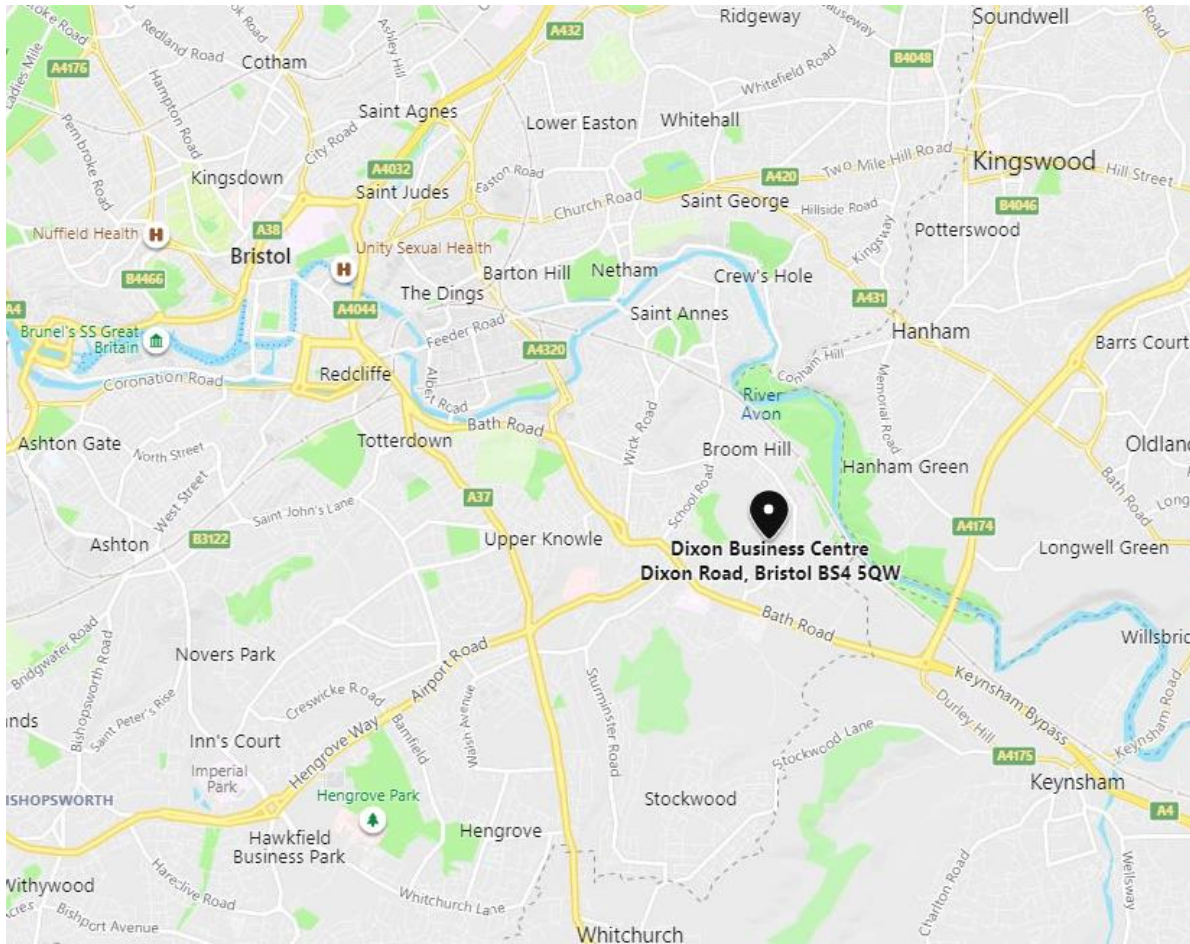 Ridgeway
Soundwell
A432
Redland Road
Ladies Mile
A4176
Cotham
Ashley Hill
B4048
Whitefield Road
Hampton Road
Saint Agnes
Lower Easton
Whitehall
Pembroke Road
City Road
A4032
Two Mile Hill Road
Kingswood
Hill Street
Kingsdown
Saint Judes
Easton Road
A420
Church Road
Saint George
Hillside Road
B4046
Nuffield Health
H
A38
Bristol
Unity Sexual Health
H
Kingsway
Potterswood
B4466
The Dings
Barton Hill
Netham
Crew's Hole
A4
A4044
Saint Annes
A431
Hanham
Brunel's SS Great
Britain
Feeder Road
A4320
Barrs Court
Coronation Road
Redcliffe
Albert Road
Conham Hill
Memorial Road
River
Avon
Ashton Gate
North Street
Totterdown
Bath Road
Wick Road
Broom Hill
Hanham Green
Bath Road
West Street
A37
School Road
Saint John's Lane
A4174
Ashton
B3122
Upper Knowle
Dixon Business Centre
Dixon Road, Bristol BS4 5QW
Longwell Green
Bath Road
Bridgwater Road
Bishopsworth Road
Novers Park
Airport Road
Saint Peter's Rise
Creswicke Road
Walsh Avenue
Sturminster Road
Keynsham Bypass
Durley Hill
Keynsham Road
Inn's Court
Hengrove Way
Bamfield
Stockwood Lane
A4175
Imperial
Park
Keynsham
Hengrove Park
Stockwood
A4
Hawkfield
Business Park
Hengrove
Withywood
Hareclive Road
Whitchurch Lane
Charlton Road
Wellsway
Bishport Avenue
Whitchurch